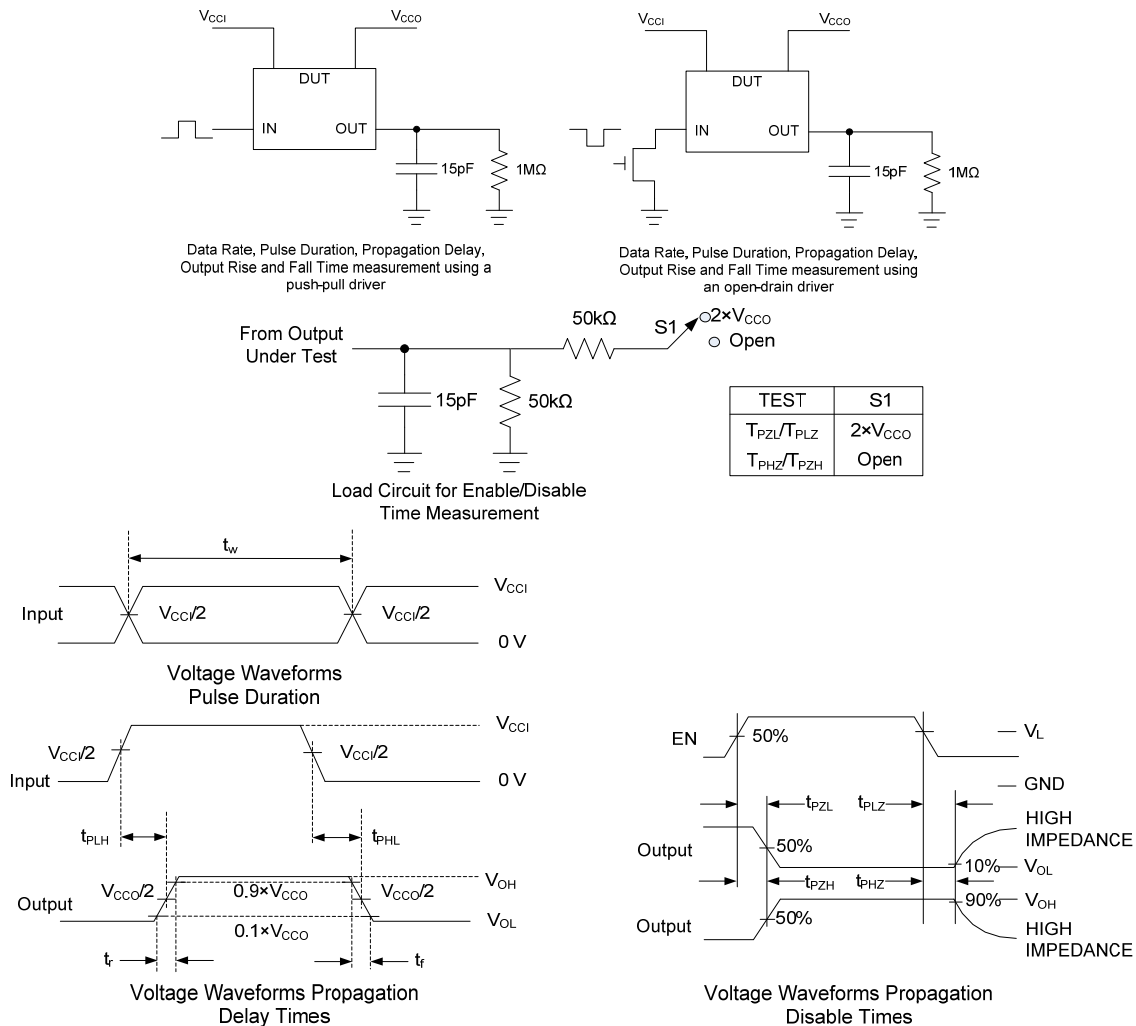 VCCI
VCCO
DUT
IN
OUT
15pF
1MΩ
Data Rate, Pulse Duration, Propagation Delay,
Output Rise and Fall Time measurement using a
push-pull driver
VCCI
VCCO
DUT
IN
OUT
15pF
1MΩ
Data Rate, Pulse Duration, Propagation Delay,
Output Rise and Fall Time measurement using
an open-drain driver
From Output
Under Test
15pF
50kΩ
50kΩ
S1
2×VCCO
Open
Load Circuit for Enable/Disable
Time Measurement
TEST S1
TPZL/TPLZ 2×VCCO
TPHZ/TPZH Open
tw
Input
VCCI/2
VCCI/2
VCCI
0 V
Voltage Waveforms
Pulse Duration
VCCI
VCCI/2
VCCI/2
Input
0 V
tPLH
tPHL
Output
VCCO/2
0.9×VCCO
VCCO/2
VOH
0.1×VCCO
VOL
tr
tf
Voltage Waveforms Propagation
Delay Times
EN
50%
VL
GND
tPZL
tPLZ
HIGH
IMPEDANCE
Output
50%
10%
VOL
tPZH
tPHZ
90%
VOH
Output
50%
HIGH
IMPEDANCE
Voltage Waveforms Propagation
Disable Times